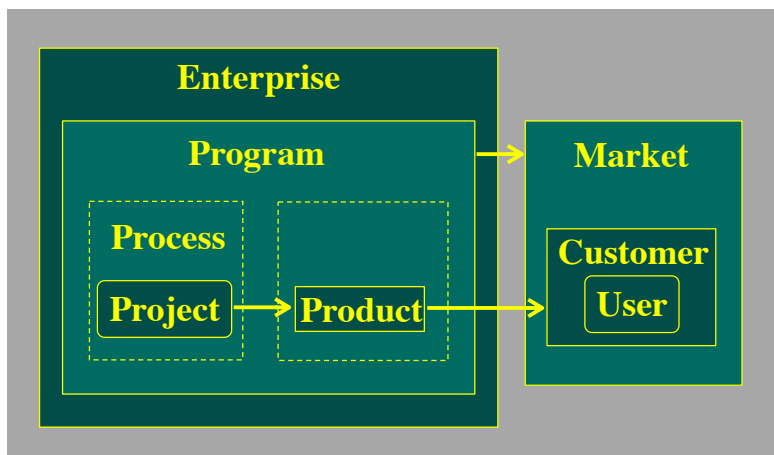 Enterprise
Program
Market
Process
Customer
Project
Product
User